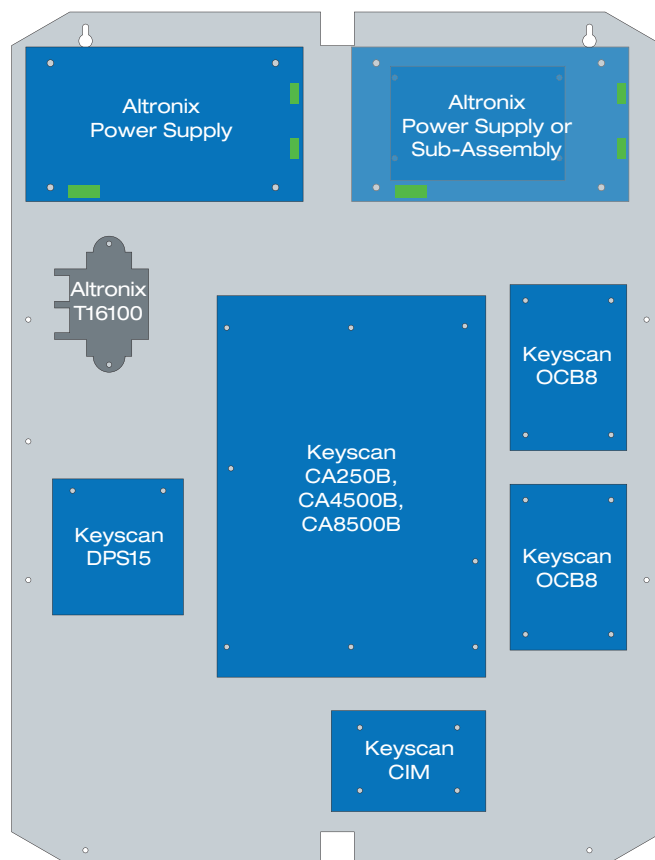 Altronix
Power Supply
Altronix
Power Supply or
Sub-Assembly
Altronix
T16100
Keyscan
OCB8
Keyscan
CA250B,
CA4500B,
CA8500B
Keyscan
DPS15
Keyscan
OCB8
Keyscan
CIM